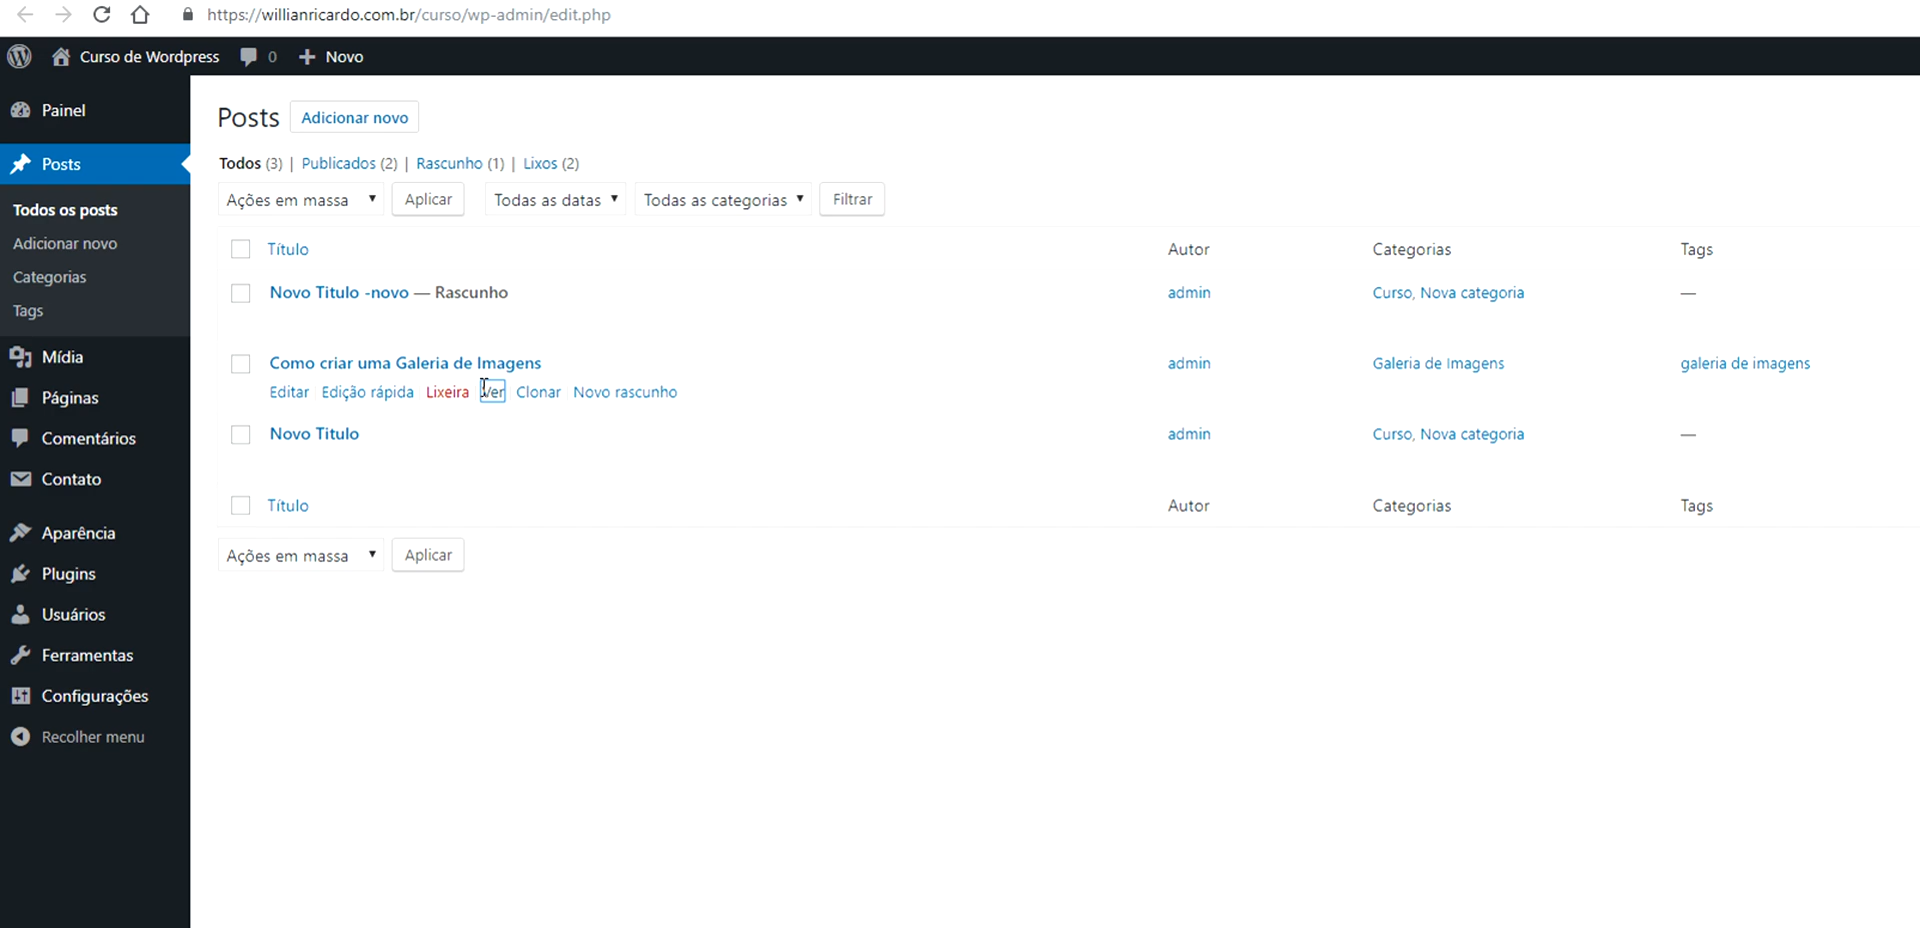 https://willianricardo.com.br/curso/wp-admin/edit.php
Curso de Wordpress 0 Novo
Painel
Posts
Todos os posts
Adicionar novo
Categorias
Tags
Mídia
Páginas
Comentários
Contato
Aparência
Plugins
Usuários
Ferramentas
Configurações
Recolher menu
Posts Adicionar novo
Todos (3) | Publicados (2) | Rascunho (1) | Lixos (2)
Ações em massa Aplicar Todas as datas Todas as categorias Filtrar
Título Autor Categorias Tags
Novo Titulo -novo — Rascunho admin Curso, Nova categoria —
Como criar uma Galeria de Imagens admin Galeria de Imagens galeria de imagens
Editar Edição rápida Lixeira Ver Clonar Novo rascunho
Novo Titulo admin Curso, Nova categoria —
Título Autor Categorias Tags
Ações em massa Aplicar